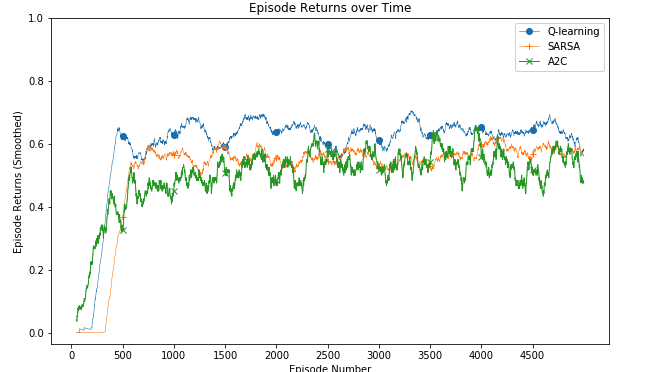 Episode Returns over Time
Episode Returns (Smoothed)
1.0
0.8
0.6
0.4
0.2
0.0
Q-learning
SARSA
A2C
0 500 1000 1500 2000 2500 3000 3500 4000 4500
Episode Number